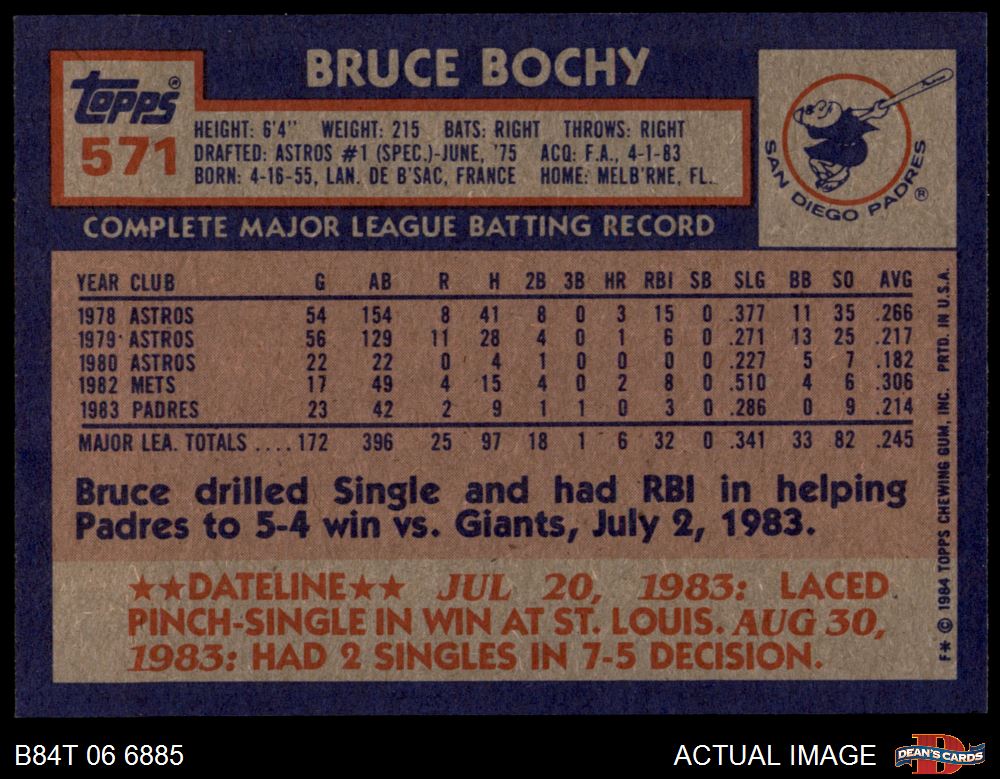 BRUCE BOCHY
Topps®
571
HEIGHT: 6'4" WEIGHT: 215 BATS: RIGHT THROWS: RIGHT
DRAFTED: ASTROS #1 (SPEC.)-JUNE, '75 ACQ: F.A., 4-1-83
BORN: 4-16-55, LAN. DE B'SAC, FRANCE HOME: MELB'RNE, FL.
SAN DIEGO PADRES ®
COMPLETE MAJOR LEAGUE BATTING RECORD
YEAR CLUB G AB R H 2B 3B HR RBI SB SLG BB SO AVG
1978 ASTROS 54 154 8 41 8 0 3 15 0 .377 11 35 .266
1979 ASTROS 56 129 11 28 4 0 1 6 0 .271 13 25 .217
1980 ASTROS 22 22 0 4 1 0 0 0 0 .227 5 7 .182
1982 METS 17 49 4 15 4 0 2 8 0 .510 4 6 .306
1983 PADRES 23 42 2 9 1 1 0 3 0 .286 0 9 .214
MAJOR LEA. TOTALS .... 172 396 25 97 18 1 6 32 0 .341 33 82 .245
Bruce drilled Single and had RBI in helping
Padres to 5-4 win vs. Giants, July 2, 1983.
★★DATELINE★★ JUL 20, 1983: LACED
PINCH-SINGLE IN WIN AT ST. LOUIS. AUG 30,
1983: HAD 2 SINGLES IN 7-5 DECISION.
F* © 1984 TOPPS CHEWING GUM, INC. PRTD. IN U.S.A.
B84T 06 6885
ACTUAL IMAGE
DEAN'S CARDS